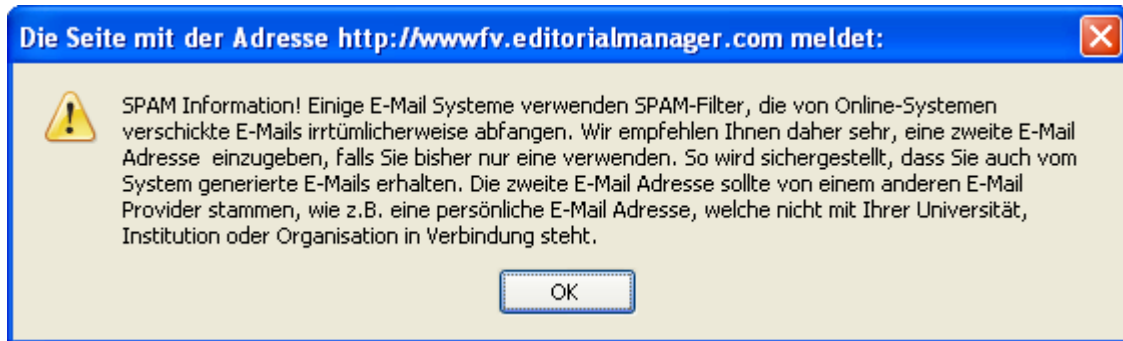 Die Seite mit der Adresse http://wwwfv.editorialmanager.com meldet:
SPAM Information! Einige E-Mail Systeme verwenden SPAM-Filter, die von Online-Systemen
verschickte E-Mails irrtümlicherweise abfangen. Wir empfehlen Ihnen daher sehr, eine zweite E-Mail
Adresse  einzugeben, falls Sie bisher nur eine verwenden. So wird sichergestellt, dass Sie auch vom
System generierte E-Mails erhalten. Die zweite E-Mail Adresse sollte von einem anderen E-Mail
Provider stammen, wie z.B. eine persönliche E-Mail Adresse, welche nicht mit Ihrer Universität,
Institution oder Organisation in Verbindung steht.
OK